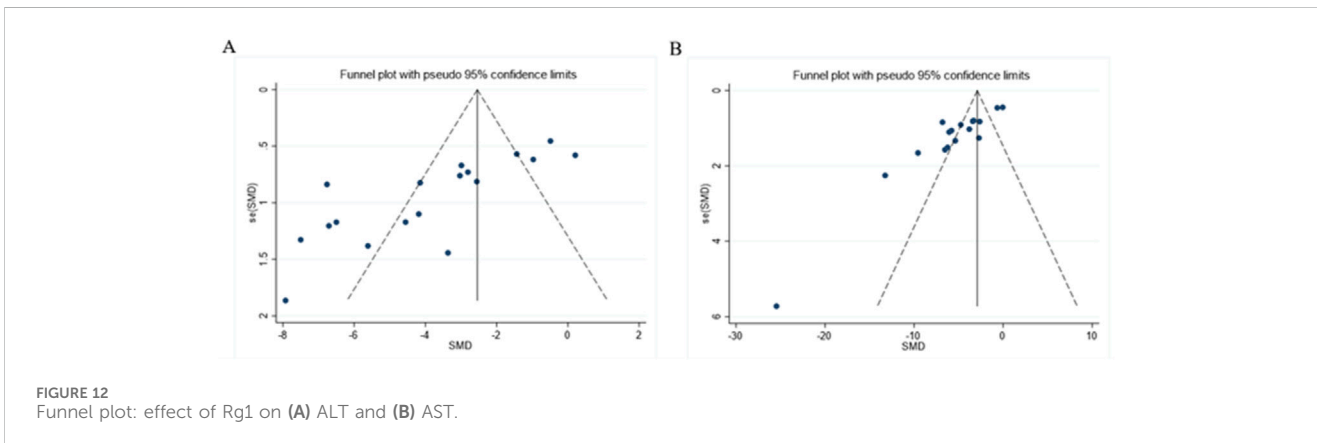 A
Funnel plot with pseudo 95% confidence limits
0
.5
1
1.5
2
se(SMD)
-8
-6
-4
-2
0
2
SMD
B
Funnel plot with pseudo 95% confidence limits
0
2
4
6
se(SMD)
-30
-20
-10
0
10
SMD
FIGURE 12
Funnel plot: effect of Rg1 on (A) ALT and (B) AST.